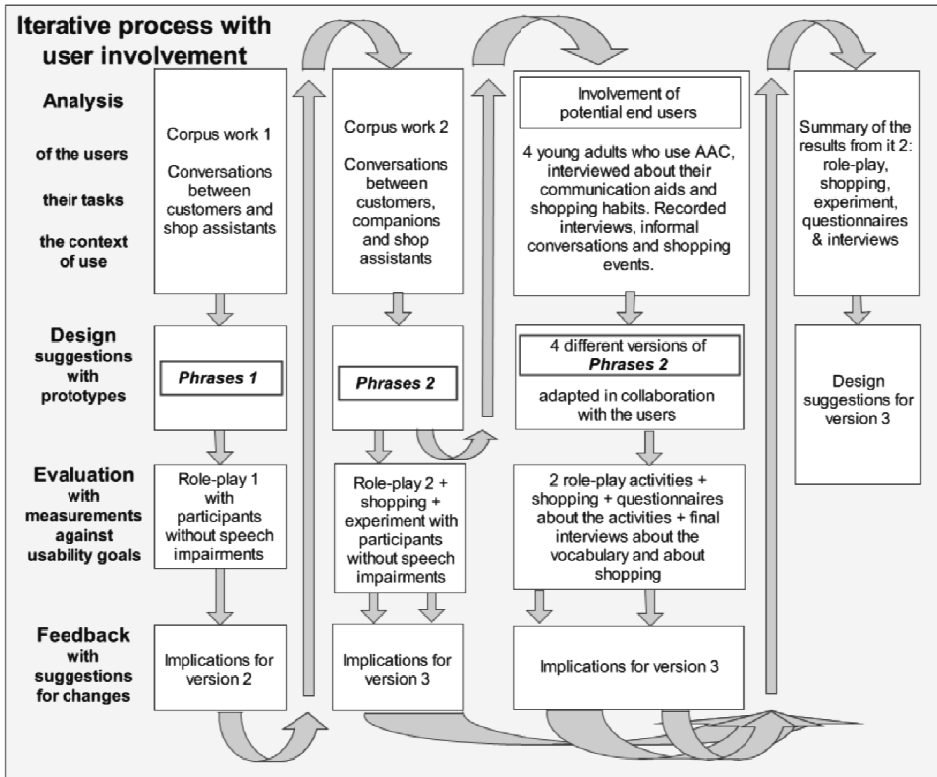 Iterative process with
user involvement
Analysis
of the users
their tasks
the context
of use
Corpus work 1
Conversations
between
customers and
shop assistants
Corpus work 2
Conversations
between
customers,
companions
and shop
assistants
Involvement of
potential end users
4 young adults who use AAC,
interviewed about their
communication aids and
shopping habits. Recorded
interviews, informal
conversations and shopping
events.
Summary of the
results from it 2:
role-play,
shopping,
experiment,
questionnaires
& interviews
Design
suggestions
with
prototypes
Phrases 1
Phrases 2
4 different versions of
Phrases 2
adapted in collaboration
with the users
Design
suggestions for
version 3
Evaluation
with
measurements
against
usability goals
Role-play 1
with
participants
without speech
impairments
Role-play 2 +
shopping +
experiment with
participants
without speech
impairments
2 role-play activities +
shopping + questionnaires
about the activities + final
interviews about the
vocabulary and about
shopping
Feedback
with
suggestions
for changes
Implications for
version 2
Implications for
version 3
Implications for version 3